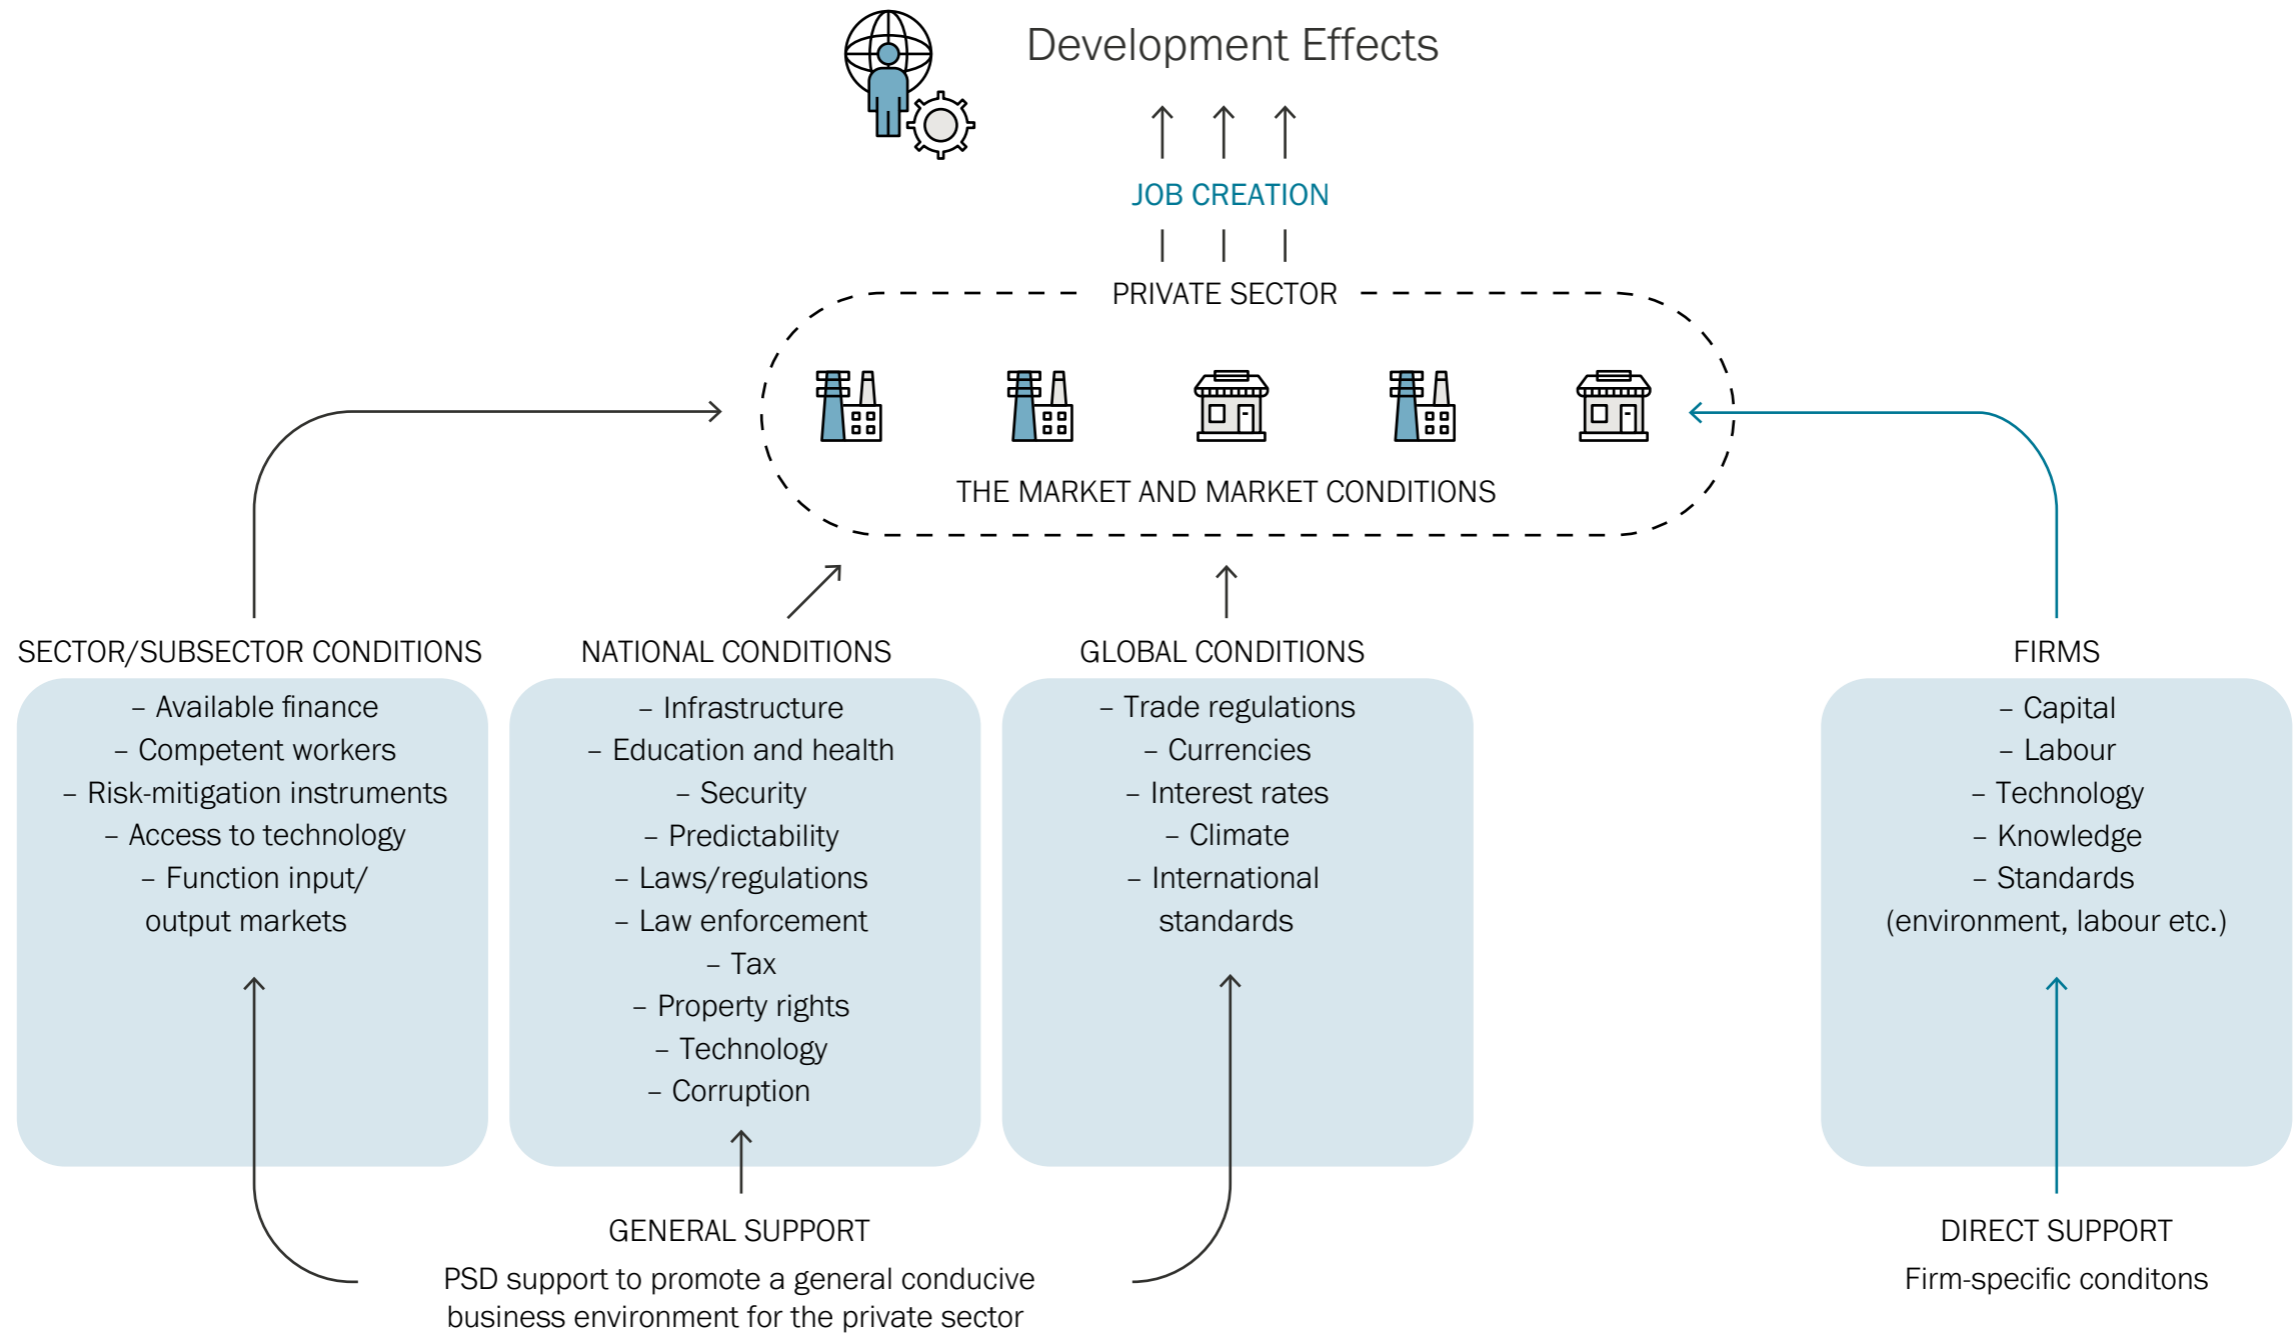 Development Effects
JOB CREATION
PRIVATE SECTOR
THE MARKET AND MARKET CONDITIONS
SECTOR/SUBSECTOR CONDITIONS
– Available finance
– Competent workers
– Risk-mitigation instruments
– Access to technology
– Function input/
output markets
NATIONAL CONDITIONS
– Infrastructure
– Education and health
– Security
– Predictability
– Laws/regulations
– Law enforcement
– Tax
– Property rights
– Technology
– Corruption
GLOBAL CONDITIONS
– Trade regulations
– Currencies
– Interest rates
– Climate
– International
standards
FIRMS
– Capital
– Labour
– Technology
– Knowledge
– Standards
(environment, labour etc.)
GENERAL SUPPORT
PSD support to promote a general conducive
business environment for the private sector
DIRECT SUPPORT
Firm-specific conditons